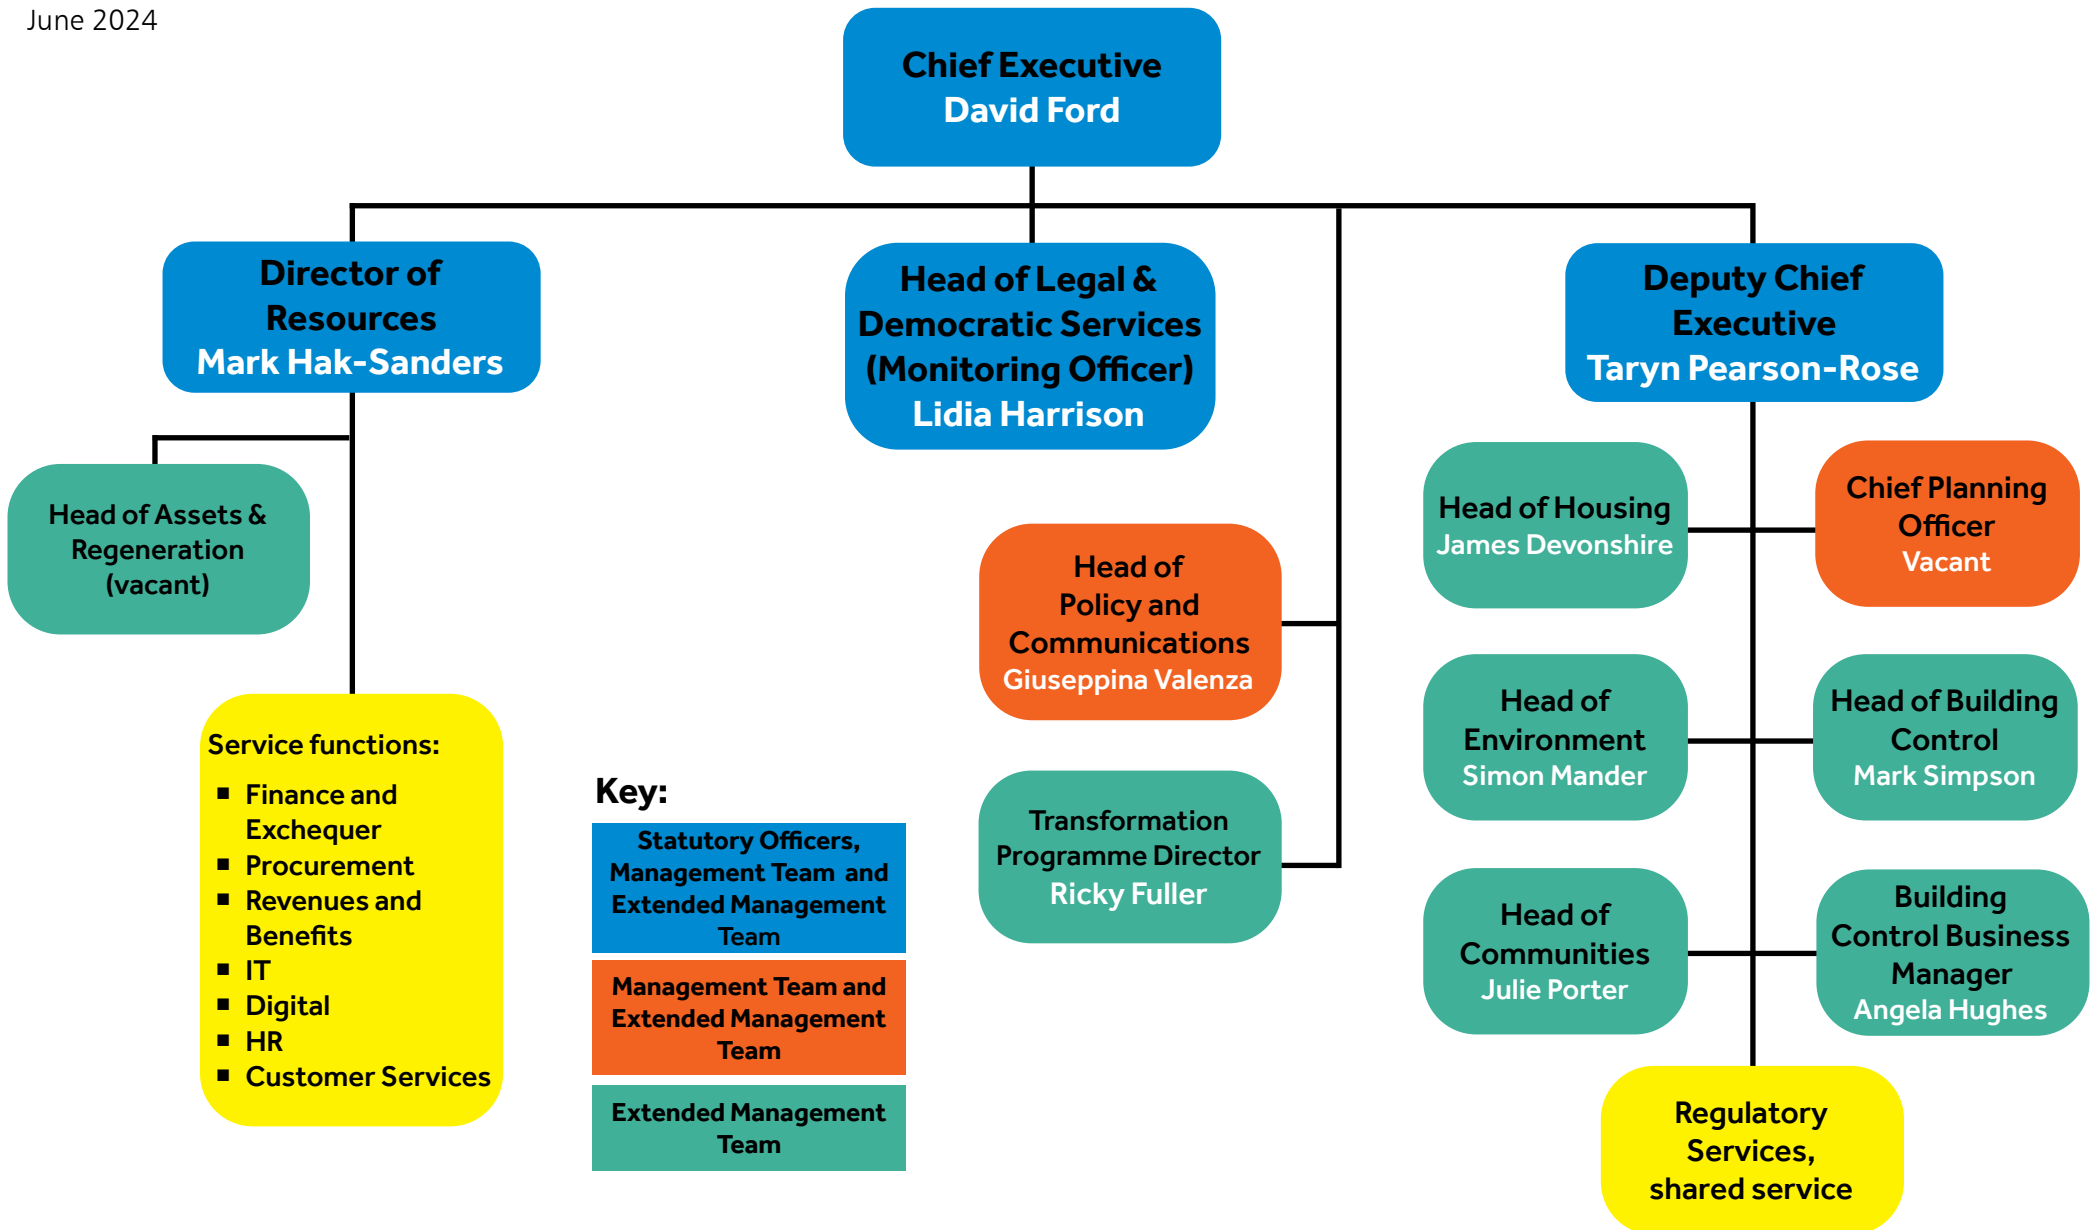 June 2024
Chief Executive
David Ford
Director of
Resources
Mark Hak-Sanders
Head of Legal &
Democratic Services
(Monitoring Officer)
Lidia Harrison
Deputy Chief
Executive
Taryn Pearson-Rose
Head of Assets &
Regeneration
(vacant)
Service functions:
▪ Finance and
Exchequer
▪ Procurement
▪ Revenues and
Benefits
▪ IT
▪ Digital
▪ HR
▪ Customer Services
Key:
Statutory Officers,
Management Team and
Extended Management
Team
Management Team and
Extended Management
Team
Extended Management
Team
Head of
Policy and
Communications
Giuseppina Valenza
Transformation
Programme Director
Ricky Fuller
Head of Housing
James Devonshire
Chief Planning
Officer
Vacant
Head of
Environment
Simon Mander
Head of Building
Control
Mark Simpson
Head of
Communities
Julie Porter
Building
Control Business
Manager
Angela Hughes
Regulatory
Services,
shared service